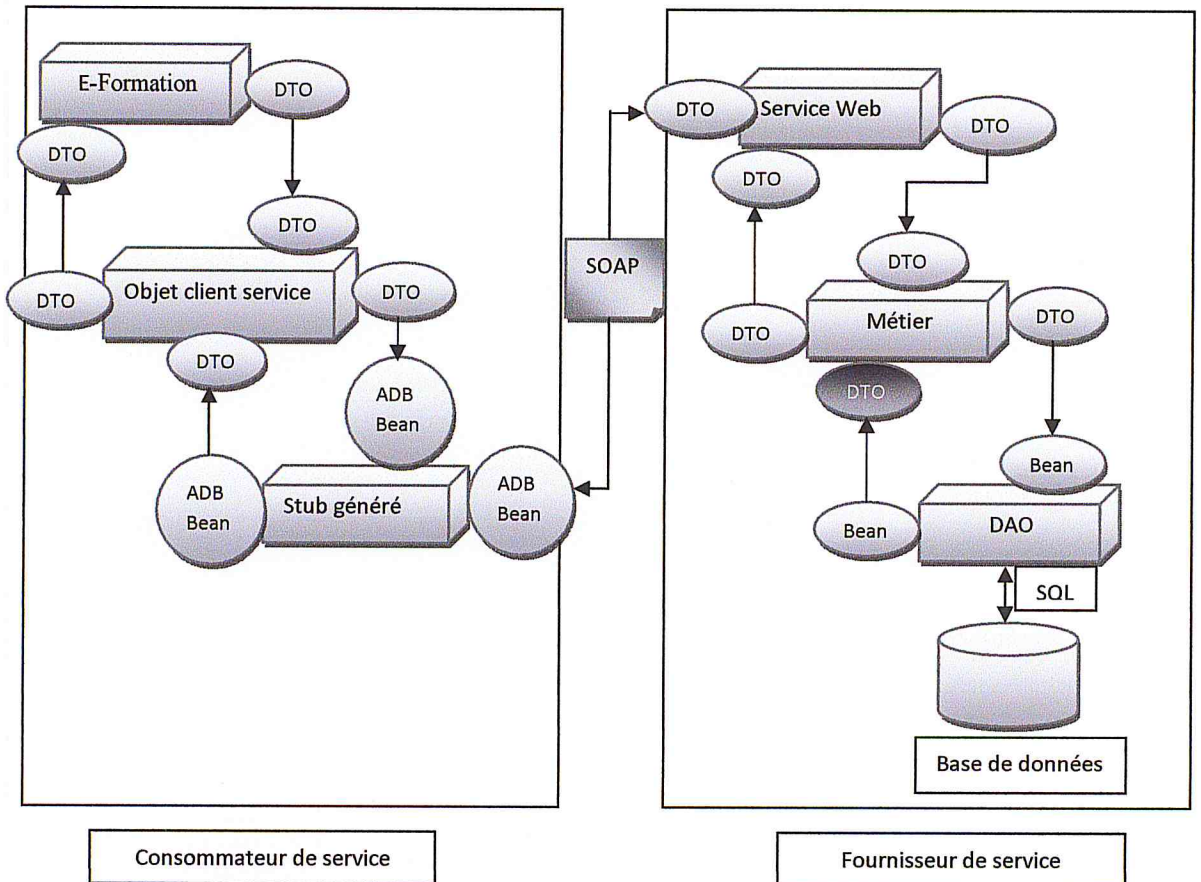 E-Formation
DTO
DTO
DTO
Objet client service
DTO
DTO
DTO
ADB
Bean
ADB
Bean
Stub généré
ADB
Bean
Consommateur de service
SOAP
DTO
Service Web
DTO
DTO
DTO
DTO
Métier
DTO
DTO
Bean
Bean
DAO
SQL
Base de données
Fournisseur de service